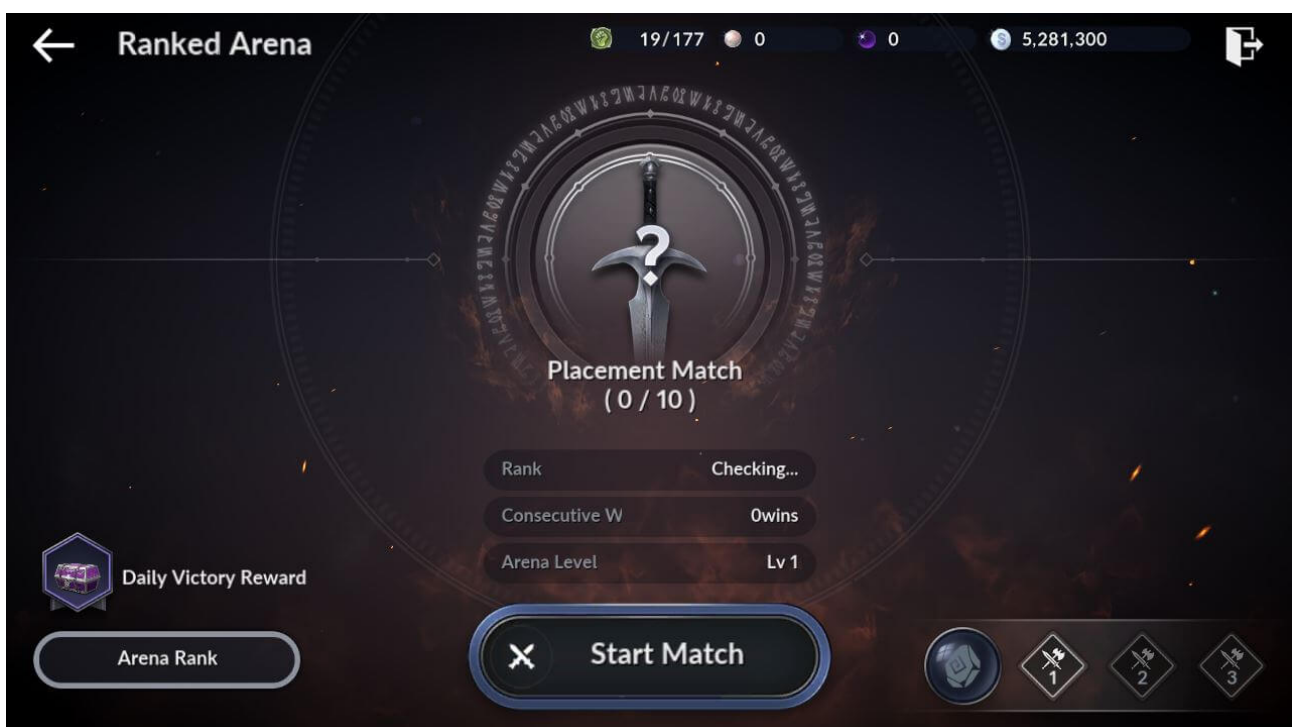 Ranked Arena
19/177
0
0
5,281,300
?
Placement Match
( 0 / 10 )
Rank Checking...
Consecutive W 0wins
Arena Level Lv 1
Daily Victory Reward
Arena Rank
Start Match
1
2
3